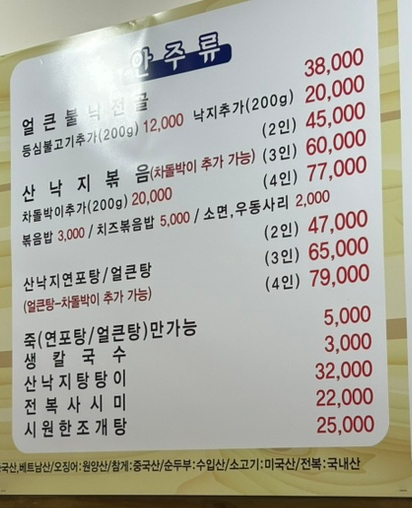 안주류
얼큰불낙전골 38,000
등심불고기추가(200g) 12,000 낙지추가(200g) 20,000
(2인) 45,000
산낙지볶음(차돌박이 추가 가능) (3인) 60,000
차돌박이추가(200g) 20,000 (4인) 77,000
볶음밥 3,000 / 치즈볶음밥 5,000 / 소면,우동사리 2,000
(2인) 47,000
산낙지연포탕/얼큰탕 (3인) 65,000
(얼큰탕-차돌박이 추가 가능) (4인) 79,000
죽(연포탕/얼큰탕)만가능 5,000
생칼국수 3,000
산낙지탕탕이 32,000
전복사시미 22,000
시원한조개탕 25,000
국산,베트남산/오징어:원양산/참게:중국산/순두부:수입산/소고기:미국산/전복:국내산